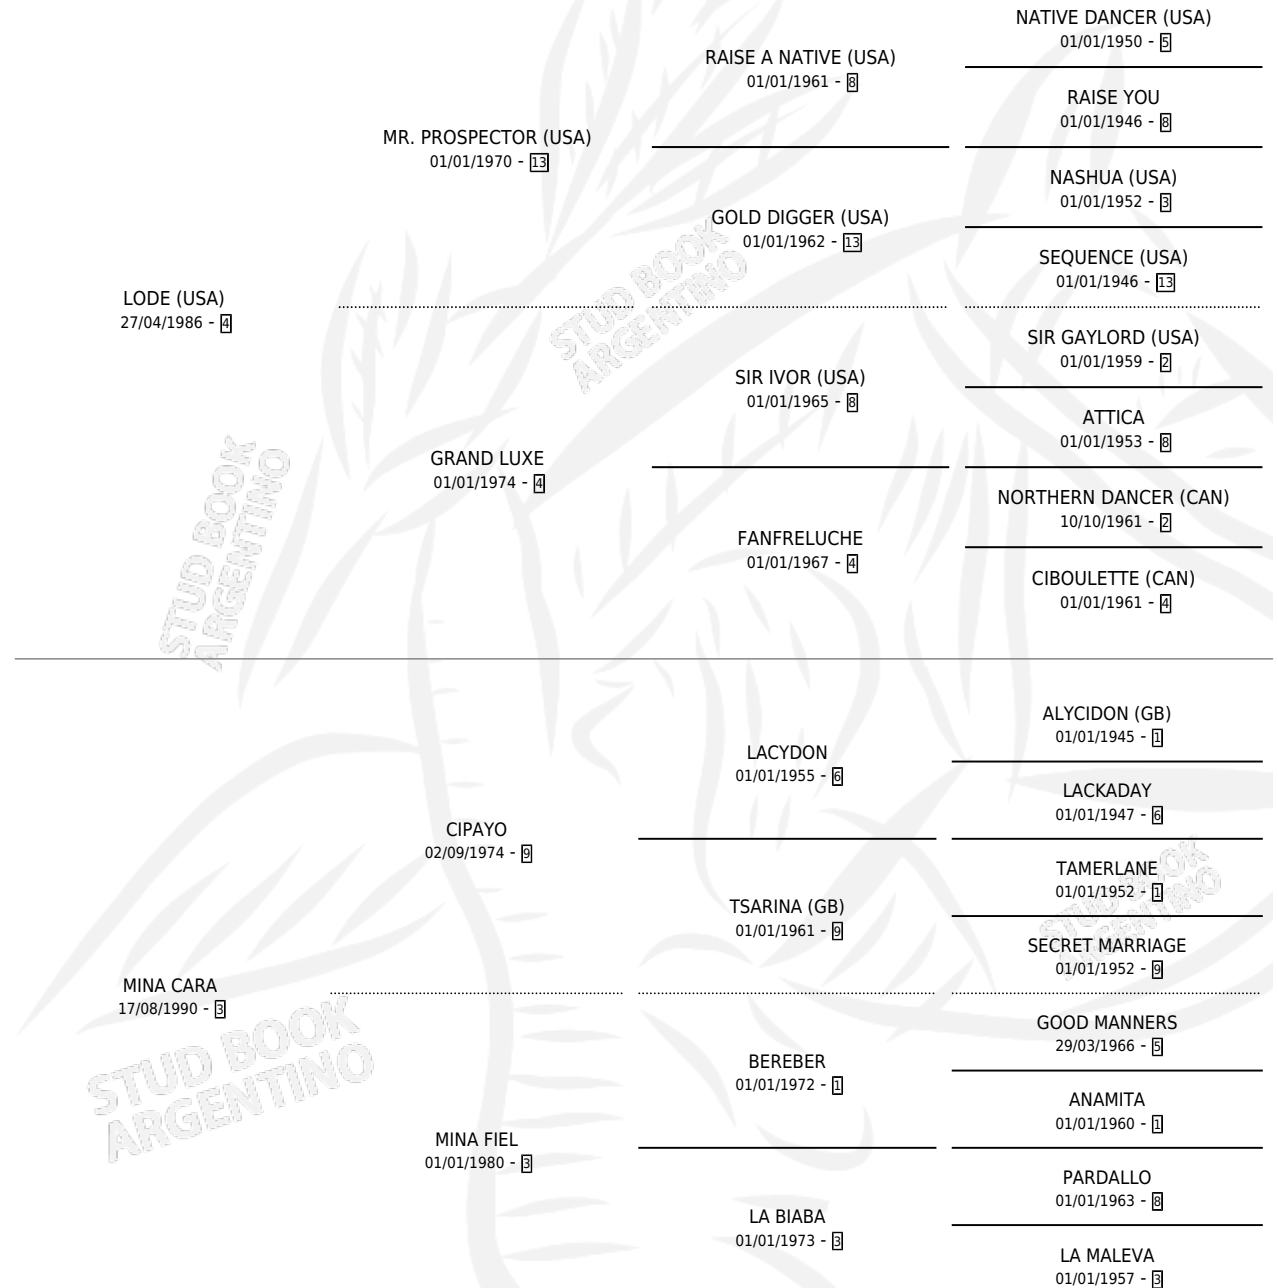 NATIVE DANCER (USA)
01/01/1950 - 5
RAISE A NATIVE (USA)
01/01/1961 - 8
RAISE YOU
01/01/1946 - 8
MR. PROSPECTOR (USA)
01/01/1970 - 13
NASHUA (USA)
01/01/1952 - 3
GOLD DIGGER (USA)
01/01/1962 - 13
SEQUENCE (USA)
01/01/1946 - 13
LODE (USA)
27/04/1986 - 4
SIR GAYLORD (USA)
01/01/1959 - 2
SIR IVOR (USA)
01/01/1965 - 8
ATTICA
01/01/1953 - 8
GRAND LUXE
01/01/1974 - 4
NORTHERN DANCER (CAN)
10/10/1961 - 2
FANFRELUCHE
01/01/1967 - 4
CIBOULETTE (CAN)
01/01/1961 - 4
ALYCIDON (GB)
01/01/1945 - 1
LACYDON
01/01/1955 - 6
LACKADAY
01/01/1947 - 6
CIPAYO
02/09/1974 - 9
TAMERLANE
01/01/1952 - 1
TSARINA (GB)
01/01/1961 - 9
SECRET MARRIAGE
01/01/1952 - 9
MINA CARA
17/08/1990 - 3
GOOD MANNERS
29/03/1966 - 5
BEREBER
01/01/1972 - 1
ANAMITA
01/01/1960 - 1
MINA FIEL
01/01/1980 - 3
PARDALLO
01/01/1963 - 8
LA BIABA
01/01/1973 - 3
LA MALEVA
01/01/1957 - 3
STUD BOOK
ARGENTINO
STUD BOOK
ARGENTINO
STUD BOOK
ARGENTINO
STUD BOOK
ARGENTINO